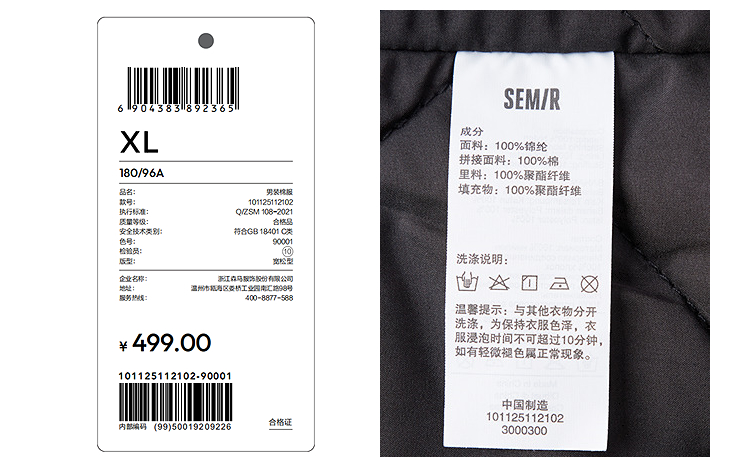 6904383892365
XL
180/96A
品名: 男装棉服
款号: 101125112102
执行标准: Q/ZSM 108-2021
质量等级: 合格品
安全技术类别: 符合GB 18401 C类
色号: 90001
检验员: 10
版型: 宽松型
企业名称: 浙江森马服饰股份有限公司
地址: 温州市瓯海区娄桥工业园南汇路98号
服务热线: 400-8877-588
¥ 499.00
101125112102-90001
内部编码 (99)50019209226
合格证
SEM/R
成分
面料：100%锦纶
拼接面料：100%棉
里料：100%聚酯纤维
填充物：100%聚酯纤维
洗涤说明：
温馨提示：与其他衣物分开
洗涤，为保持衣服色泽，衣
服浸泡时间不可超过10分钟，
如有轻微褪色属正常现象。
中国制造
101125112102
3000300